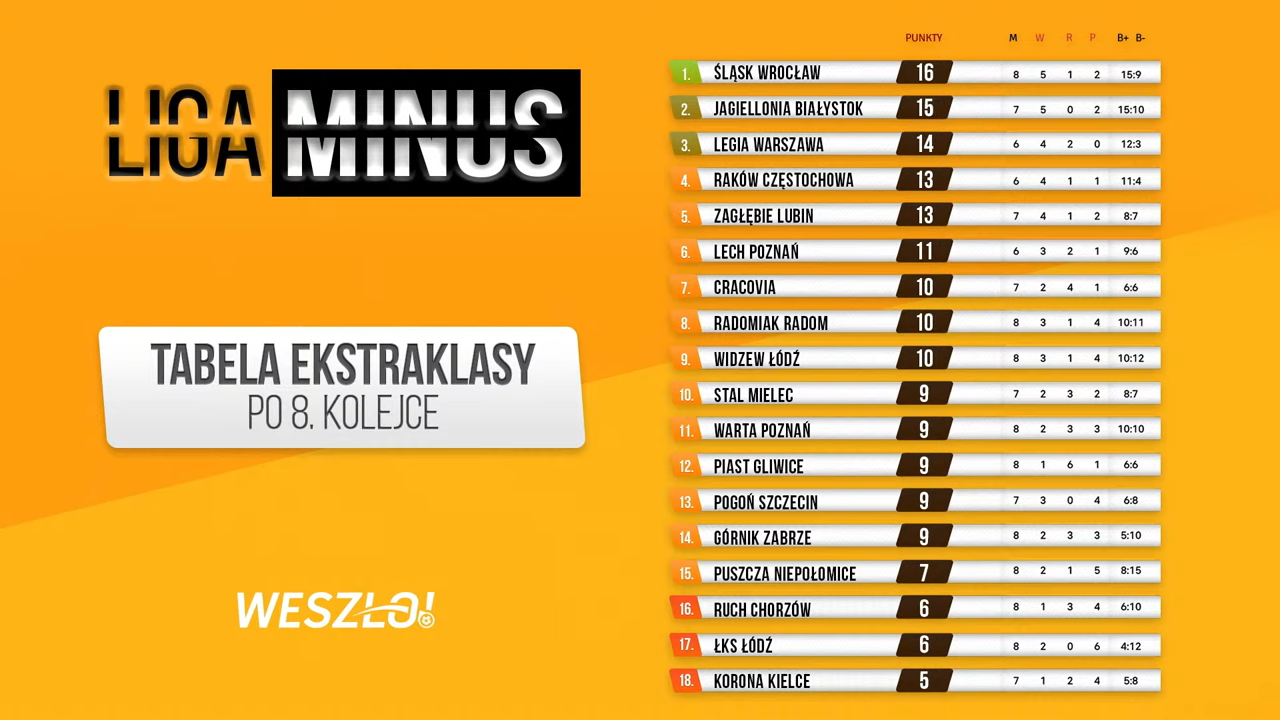 LIGA MINUS
TABELA EKSTRAKLASY
PO 8. KOLEJCE
WESZŁO!
PUNKTY M W R P B+ B-
1. ŚLĄSK WROCŁAW 16 8 5 1 2 15:9
2. JAGIELLONIA BIAŁYSTOK 15 7 5 0 2 15:10
3. LEGIA WARSZAWA 14 6 4 2 0 12:3
4. RAKÓW CZĘSTOCHOWA 13 6 4 1 1 11:4
5. ZAGŁĘBIE LUBIN 13 7 4 1 2 8:7
6. LECH POZNAŃ 11 6 3 2 1 9:6
7. CRACOVIA 10 7 2 4 1 6:6
8. RADOMIAK RADOM 10 8 3 1 4 10:11
9. WIDZEW ŁÓDŹ 10 8 3 1 4 10:12
10. STAL MIELEC 9 7 2 3 2 8:7
11. WARTA POZNAŃ 9 8 2 3 3 10:10
12. PIAST GLIWICE 9 8 1 6 1 6:6
13. POGOŃ SZCZECIN 9 7 3 0 4 6:8
14. GÓRNIK ZABRZE 9 8 2 3 3 5:10
15. PUSZCZA NIEPOŁOMICE 7 8 2 1 5 8:15
16. RUCH CHORZÓW 6 8 1 3 4 6:10
17. ŁKS ŁÓDŹ 6 8 2 0 6 4:12
18. KORONA KIELCE 5 7 1 2 4 5:8